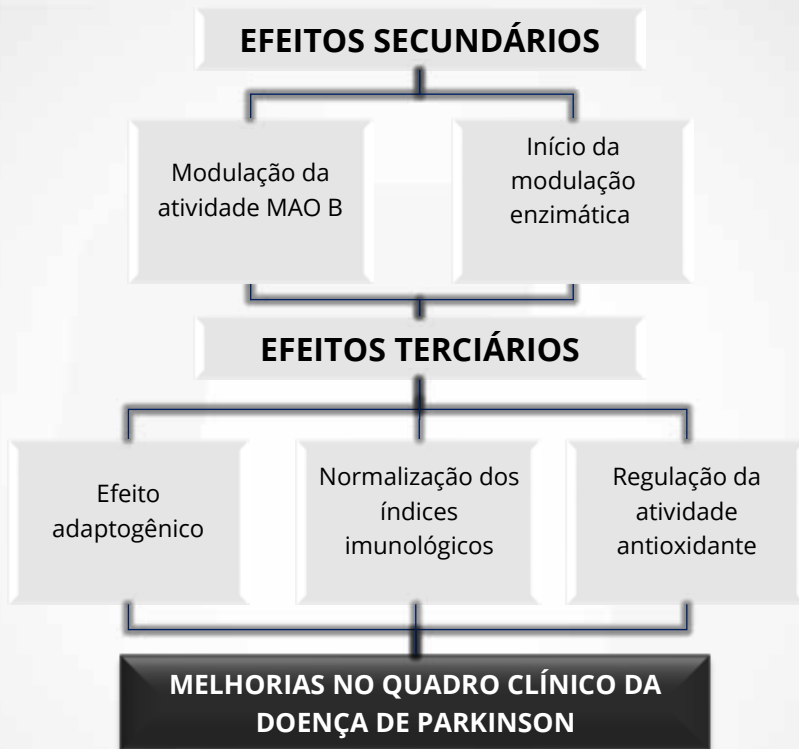 EFEITOS SECUNDÁRIOS
Modulação da
atividade MAO B
Início da
modulação
enzimática
EFEITOS TERCIÁRIOS
Efeito
adaptogênico
Normalização dos
índices
imunológicos
Regulação da
atividade
antioxidante
MELHORIAS NO QUADRO CLÍNICO DA
DOENÇA DE PARKINSON